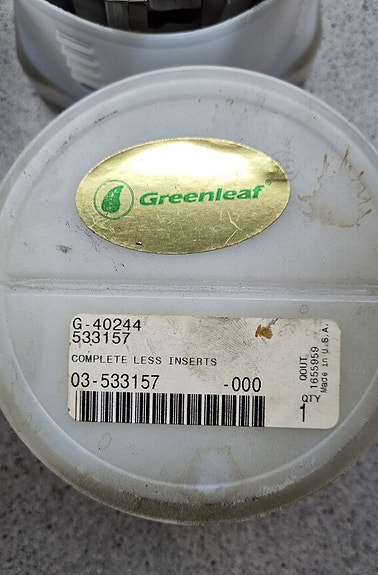 Greenleaf®
G-40244
533157
COMPLETE LESS INSERTS
03-533157 -000
QOUT.
1655959
Made in U.S.A.
QTY
1